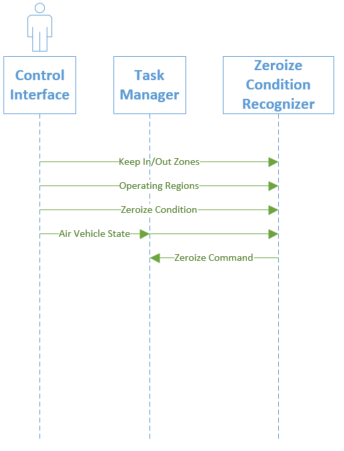 Control
Interface
Task
Manager
Zeroize
Condition
Recognizer
Keep In/Out Zones
Operating Regions
Zeroize Condition
Air Vehicle State
Zeroize Command